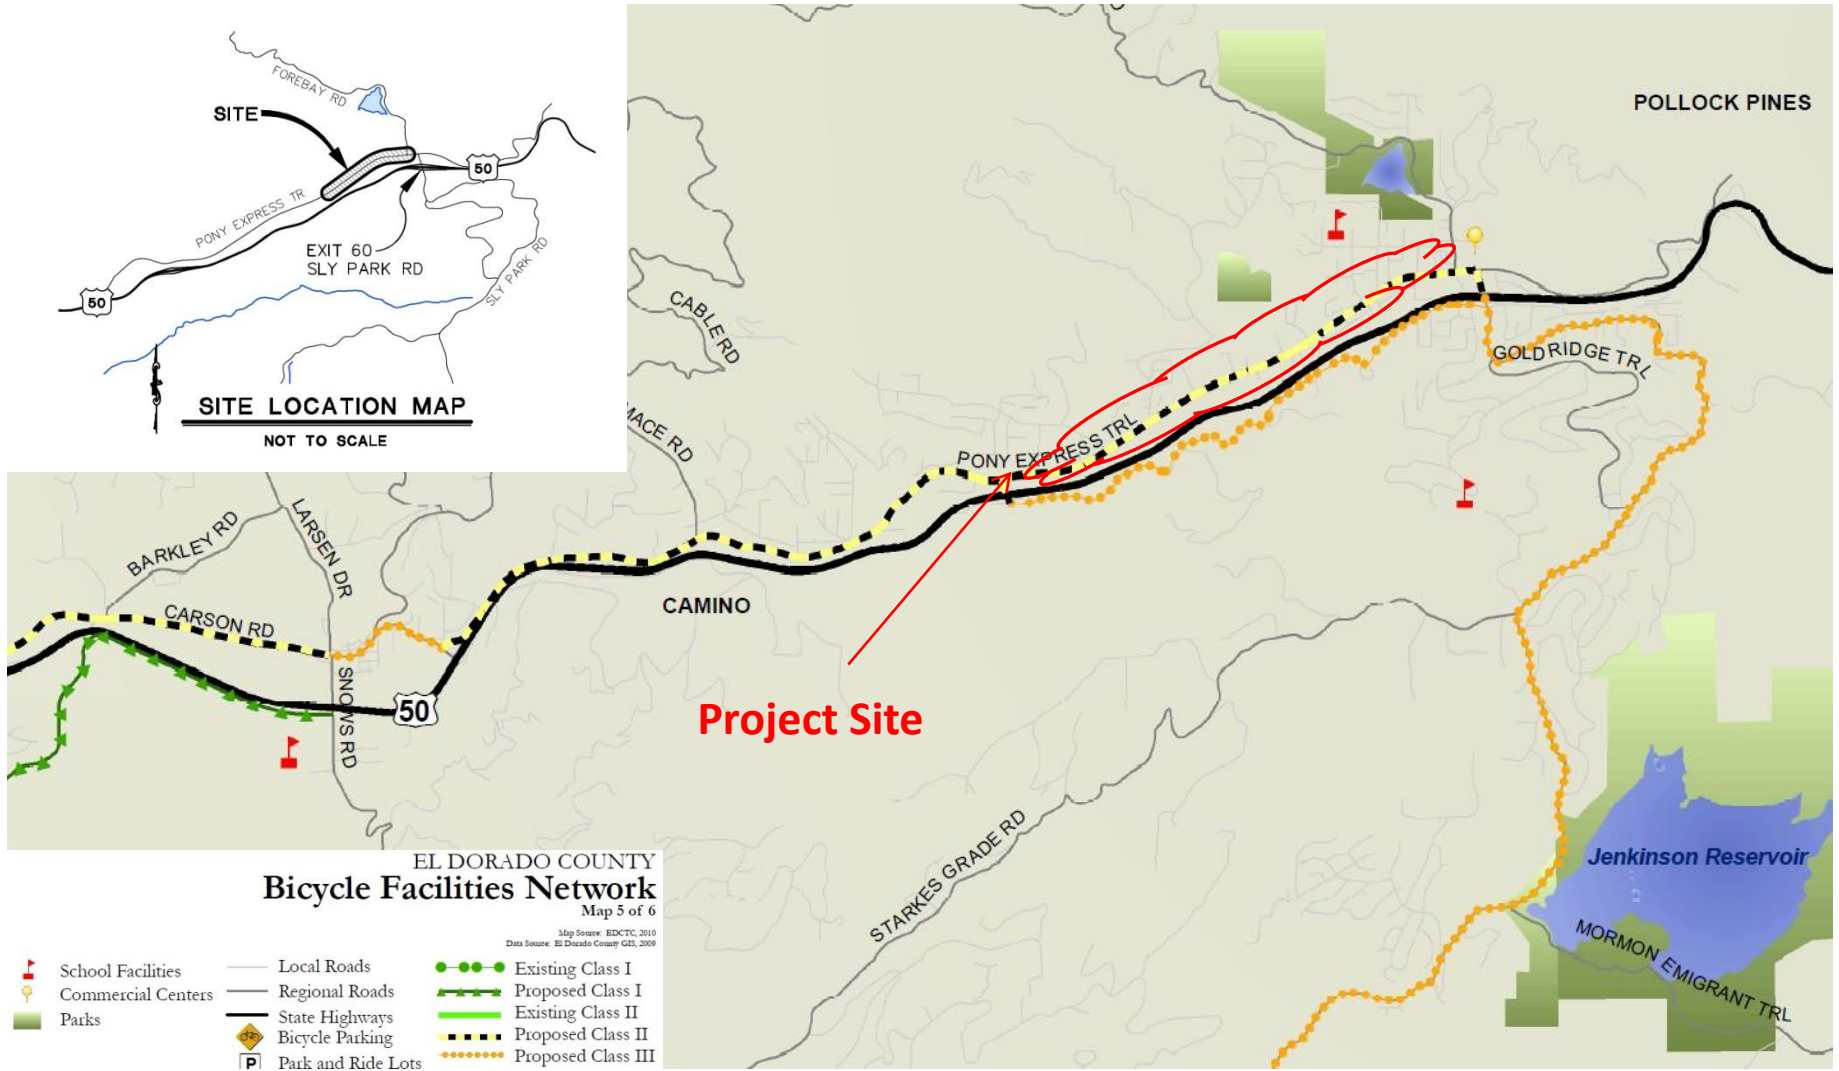 FOREBAY RD
SITE
50
PONY EXPRESS TR
EXIT 60
SLY PARK RD
SLY PARK RD
50
SITE LOCATION MAP
NOT TO SCALE
POLLOCK PINES
CABLE RD
GOLD RIDGE TRL
MACE RD
PONY EXPRESS TRL
LARSEN DR
BARKLEY RD
CARSON RD
CAMINO
SNOWS RD
50
Project Site
STARKES GRADE RD
Jenkinson Reservoir
MORMON EMIGRANT TRL
EL DORADO COUNTY
Bicycle Facilities Network
Map 5 of 6
Map Source: EDCTC, 2010
Data Source: El Dorado County GIS, 2009
School Facilities
Commercial Centers
Parks
Local Roads
Regional Roads
State Highways
Bicycle Parking
P Park and Ride Lots
Existing Class I
Proposed Class I
Existing Class II
Proposed Class II
Proposed Class III